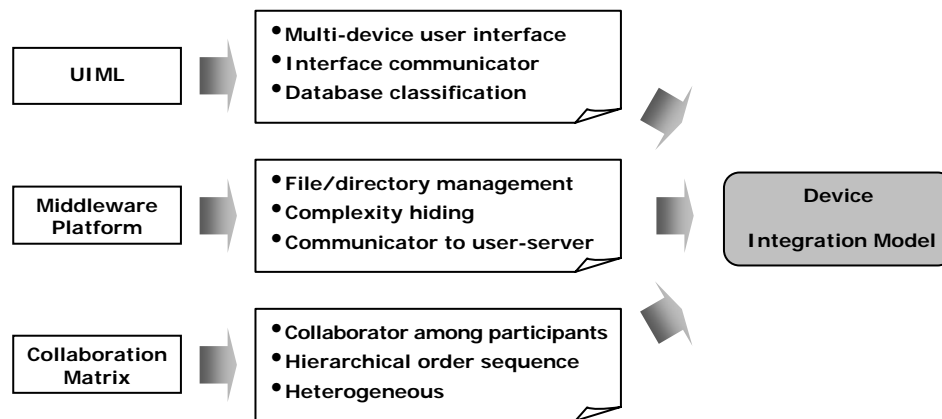 UIML
• Multi-device user interface
• Interface communicator
• Database classification
Middleware
Platform
• File/directory management
• Complexity hiding
• Communicator to user-server
Collaboration
Matrix
• Collaborator among participants
• Hierarchical order sequence
• Heterogeneous
Device
Integration Model